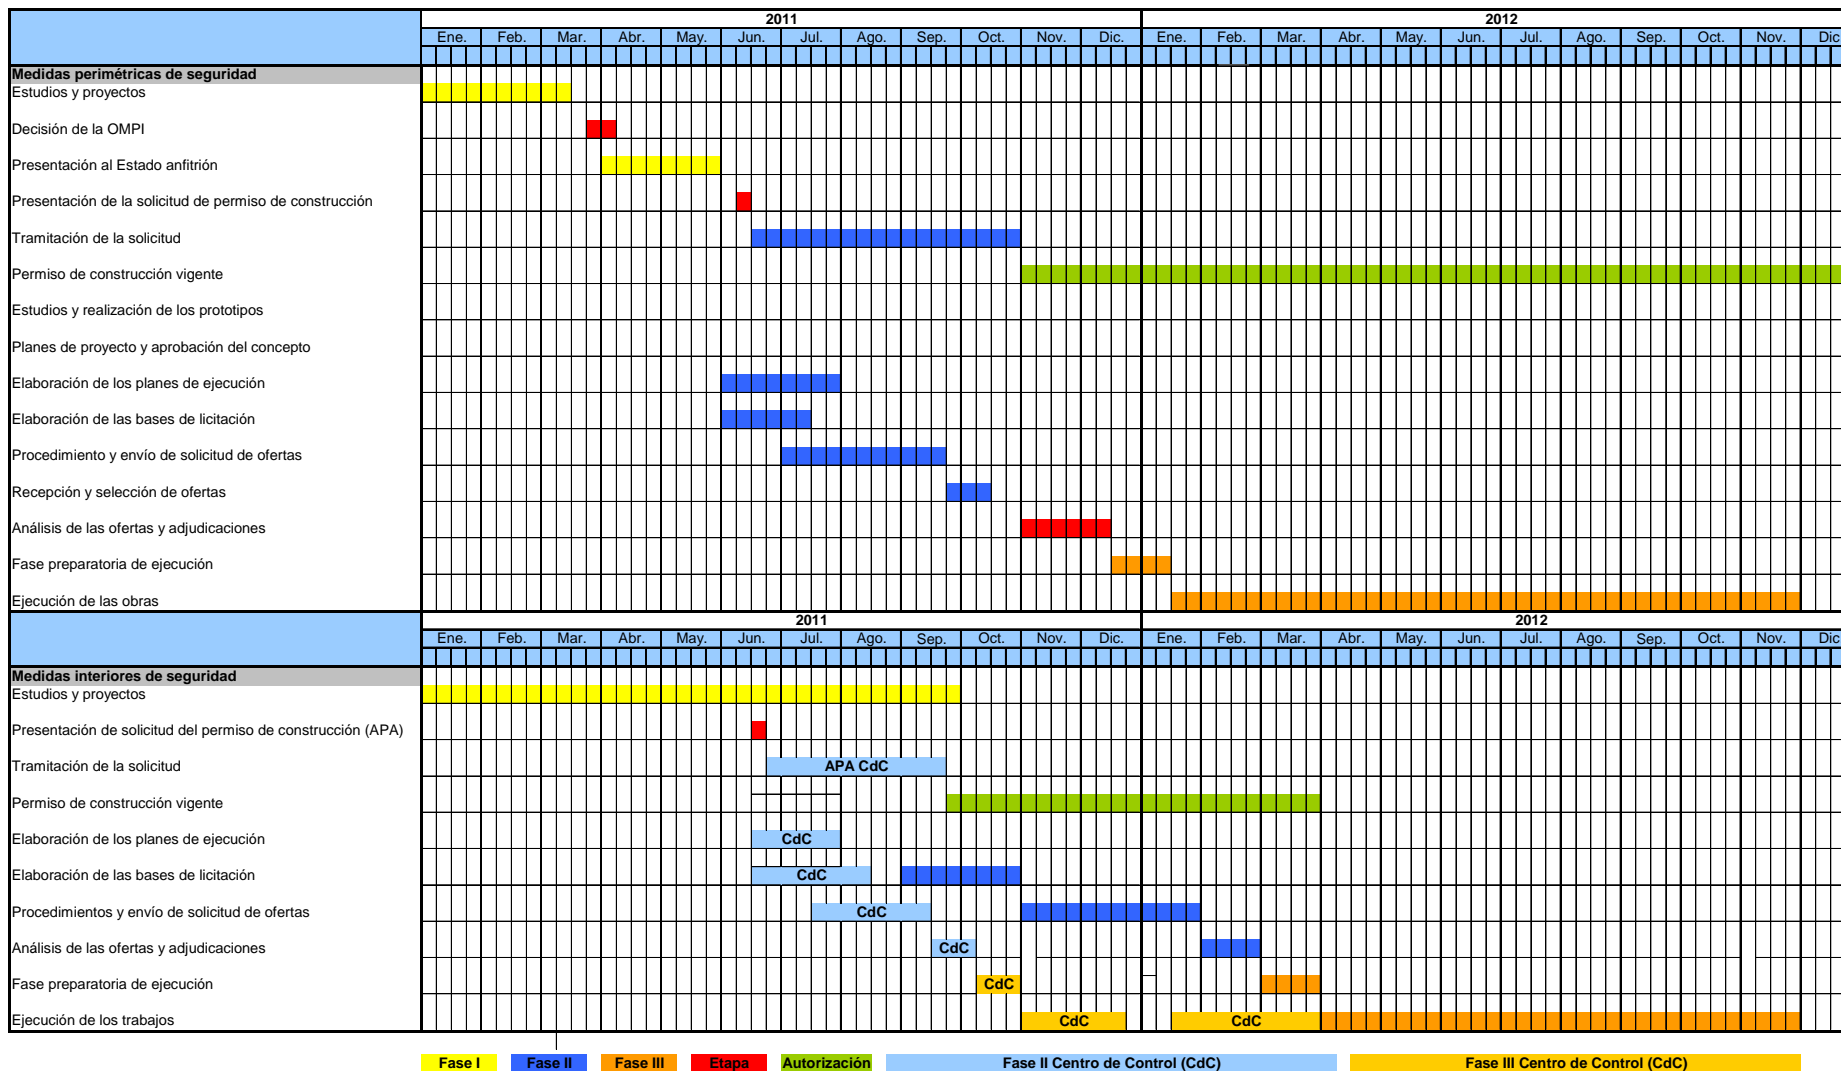 2011 2012
Ene. Feb. Mar. Abr. May. Jun. Jul. Ago. Sep. Oct. Nov. Dic. Ene. Feb. Mar. Abr. May. Jun. Jul. Ago. Sep. Oct. Nov. Dic
Medidas perimétricas de seguridad
Estudios y proyectos
Decisión de la OMPI
Presentación al Estado anfitrión
Presentación de la solicitud de permiso de construcción
Tramitación de la solicitud
Permiso de construcción vigente
Estudios y realización de los prototipos
Planes de proyecto y aprobación del concepto
Elaboración de los planes de ejecución
Elaboración de las bases de licitación
Procedimiento y envío de solicitud de ofertas
Recepción y selección de ofertas
Análisis de las ofertas y adjudicaciones
Fase preparatoria de ejecución
Ejecución de las obras
2011 2012
Ene. Feb. Mar. Abr. May. Jun. Jul. Ago. Sep. Oct. Nov. Dic. Ene. Feb. Mar. Abr. May. Jun. Jul. Ago. Sep. Oct. Nov. Dic
Medidas interiores de seguridad
Estudios y proyectos
Presentación de solicitud del permiso de construcción (APA)
Tramitación de la solicitud APA CdC
Permiso de construcción vigente
Elaboración de los planes de ejecución CdC
Elaboración de las bases de licitación CdC
Procedimientos y envío de solicitud de ofertas CdC
Análisis de las ofertas y adjudicaciones CdC
Fase preparatoria de ejecución CdC
Ejecución de los trabajos CdC CdC
Fase I Fase II Fase III Etapa Autorización Fase II Centro de Control (CdC) Fase III Centro de Control (CdC)